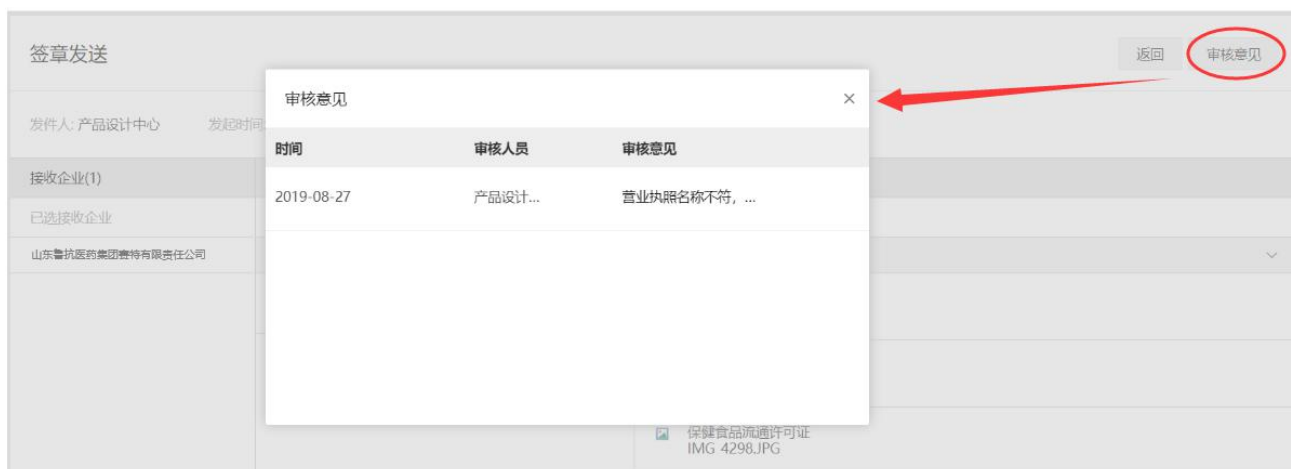 签章发送
返回
审核意见
审核意见
×
发件人: 产品设计中心
发起时间
时间
审核人员
审核意见
接收企业(1)
2019-08-27
产品设计...
营业执照名称不符，...
已选接收企业
山东鲁抗医药集团赛特有限责任公司
保健食品流通许可证
IMG 4298.JPG